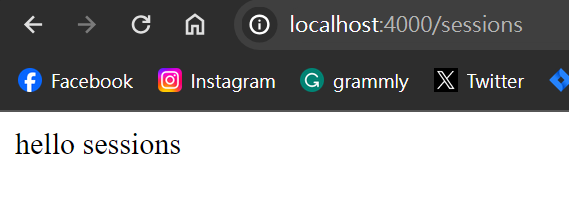 localhost:4000/sessions
Facebook Instagram grammly Twitter
hello sessions